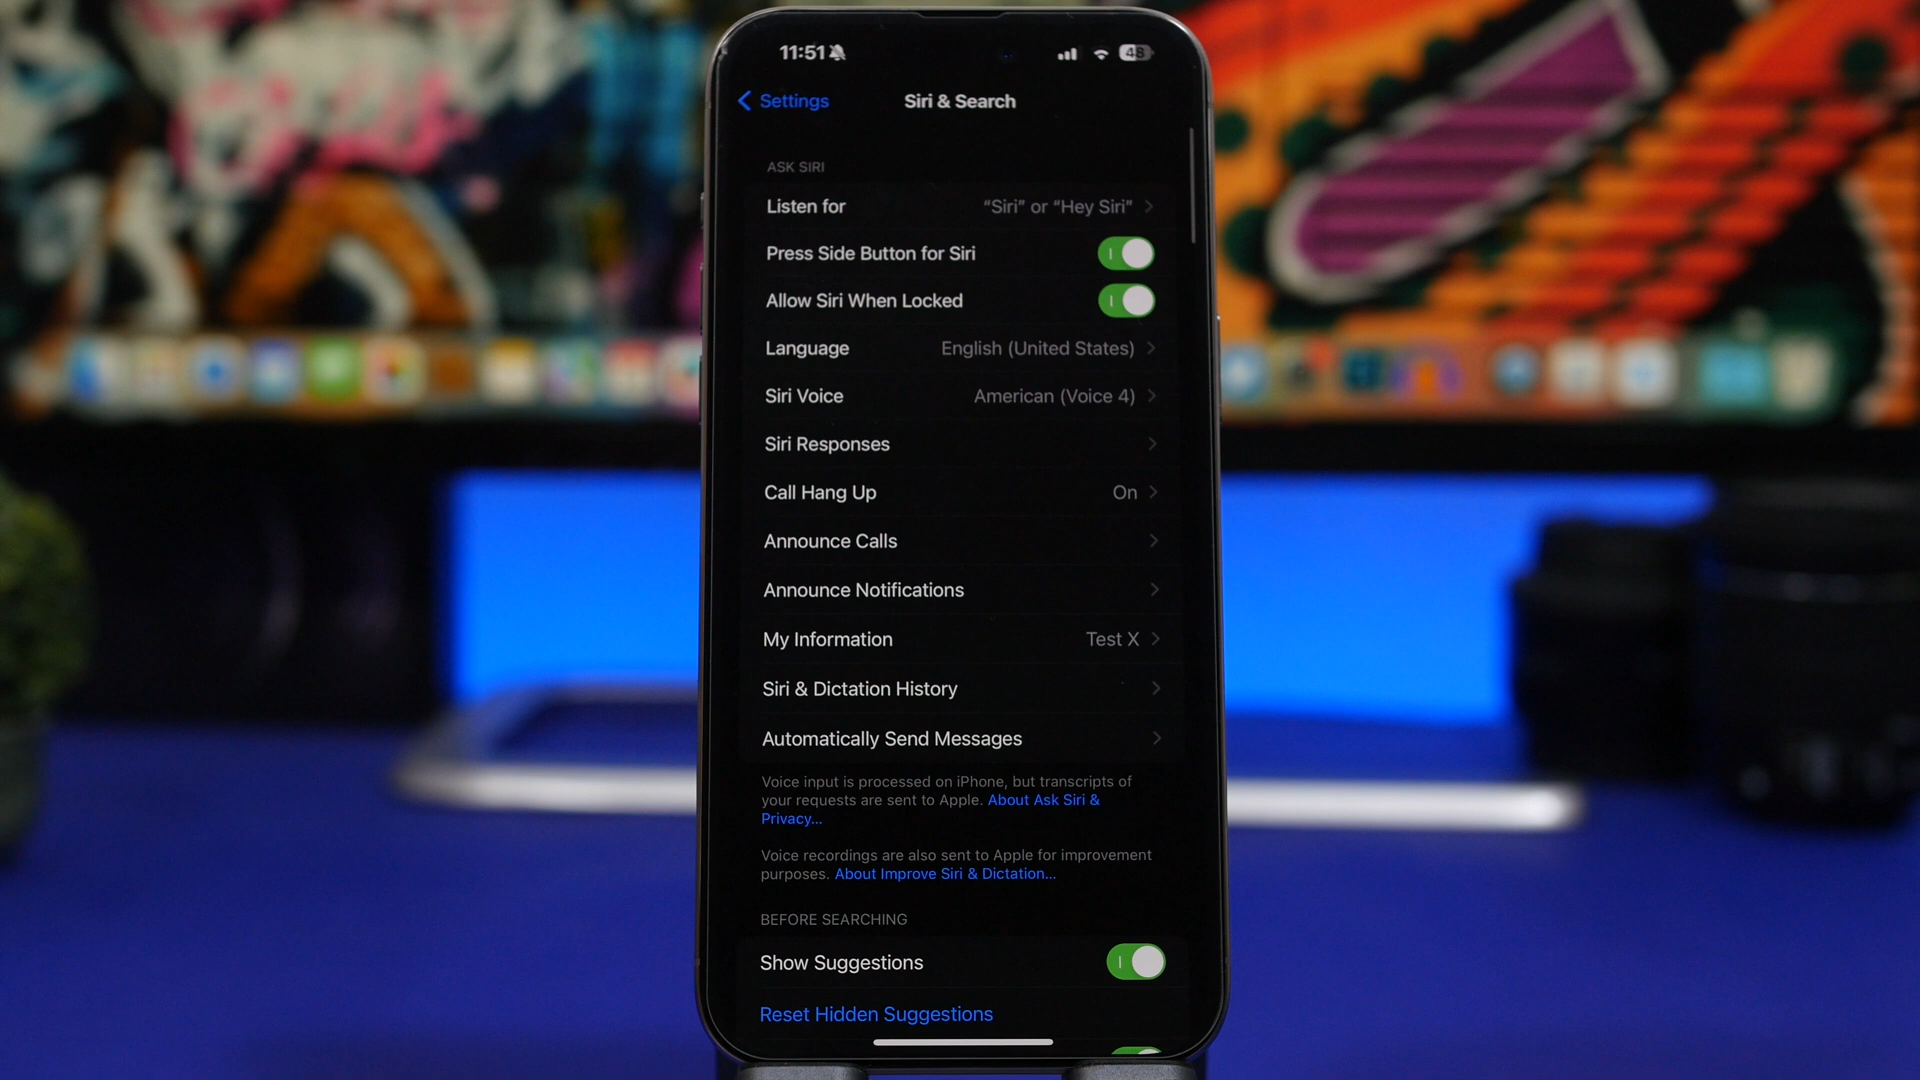 11:51 48
Settings Siri & Search
ASK SIRI
Listen for “Siri” or “Hey Siri”
Press Side Button for Siri
Allow Siri When Locked
Language English (United States)
Siri Voice American (Voice 4)
Siri Responses
Call Hang Up On
Announce Calls
Announce Notifications
My Information Test X
Siri & Dictation History
Automatically Send Messages
Voice input is processed on iPhone, but transcripts of
your requests are sent to Apple. About Ask Siri &
Privacy...
Voice recordings are also sent to Apple for improvement
purposes. About Improve Siri & Dictation...
BEFORE SEARCHING
Show Suggestions
Reset Hidden Suggestions